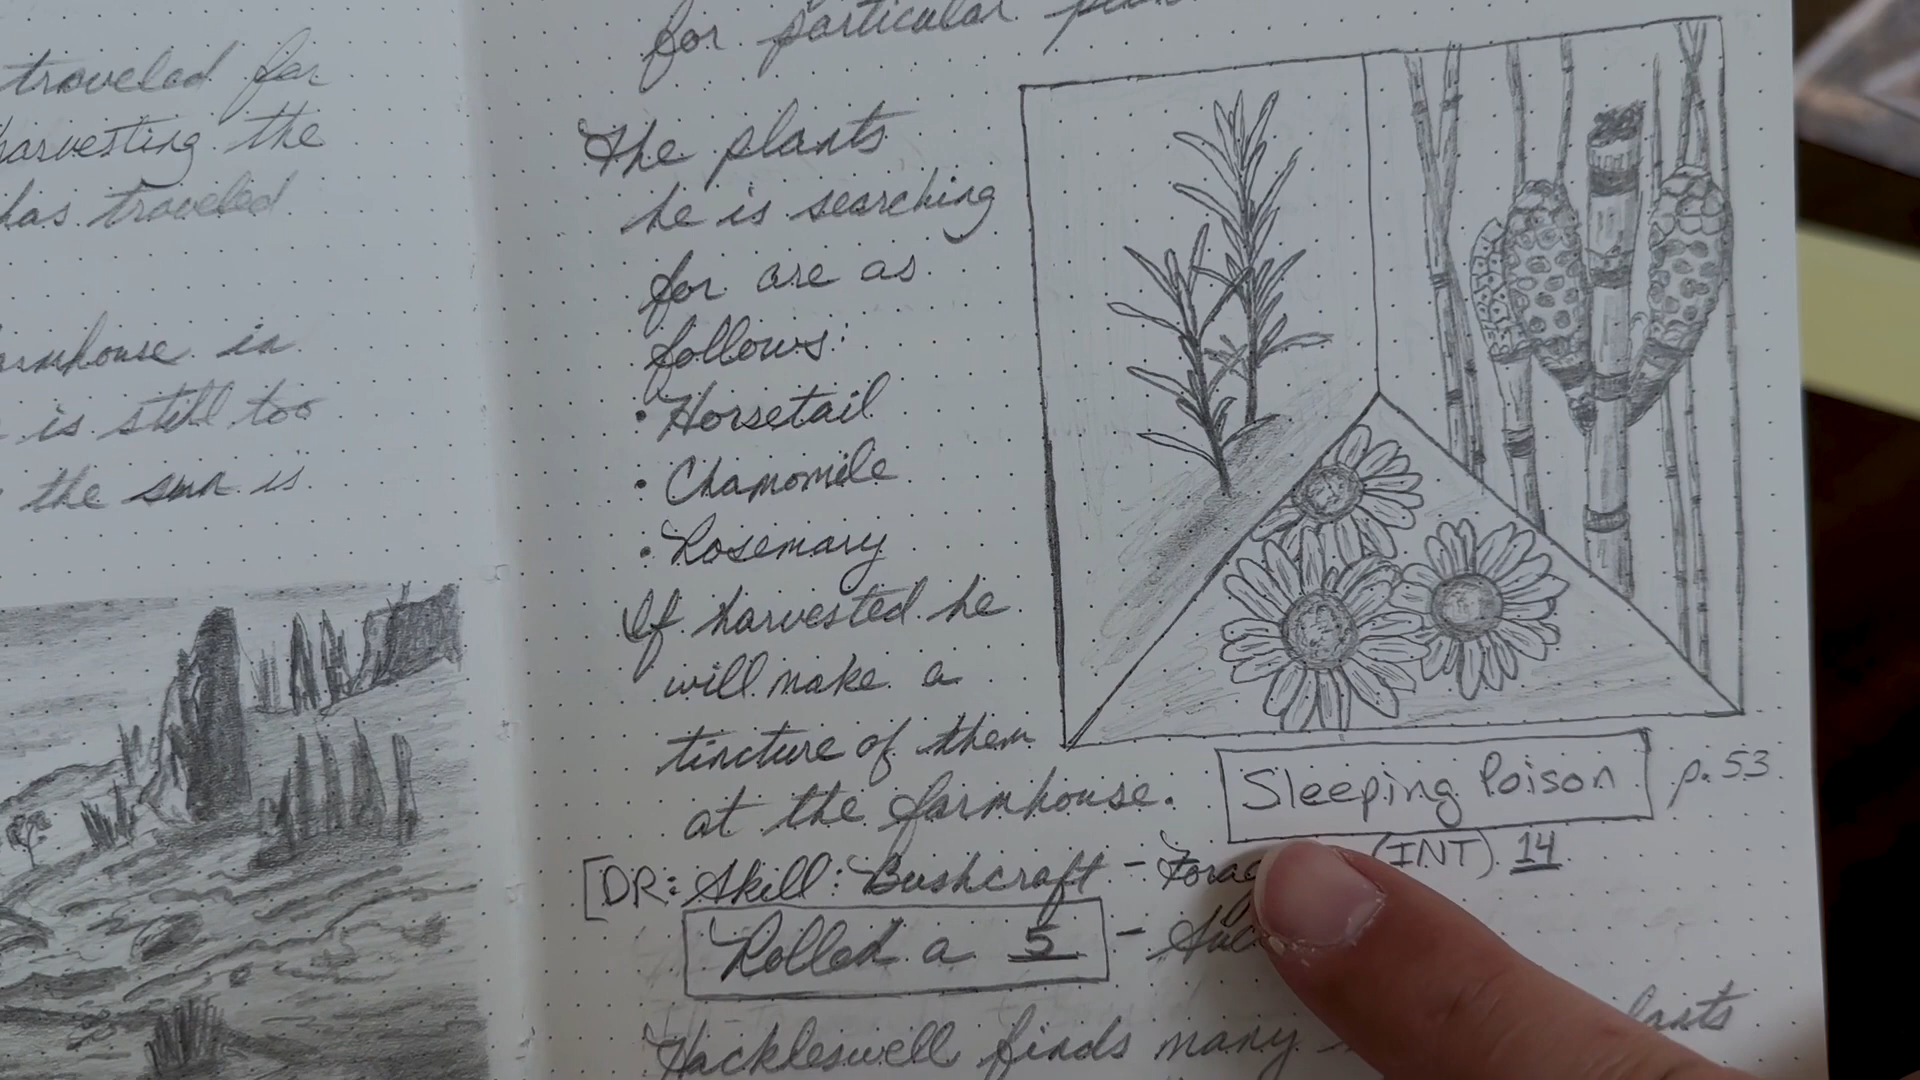 traveled far
harvesting the
has traveled
farmhouse in
is still too
the sun is
for particular
The plants
he is searching
for are as
follows:
• Horsetail
• Chamomile
• Rosemary
If harvested he
will make a
tincture of them
at the farmhouse.
Sleeping Poison p. 53
[DR: Skill: Bushcraft - (INT) 14
Rolled a 5 -
Hackleswell finds many